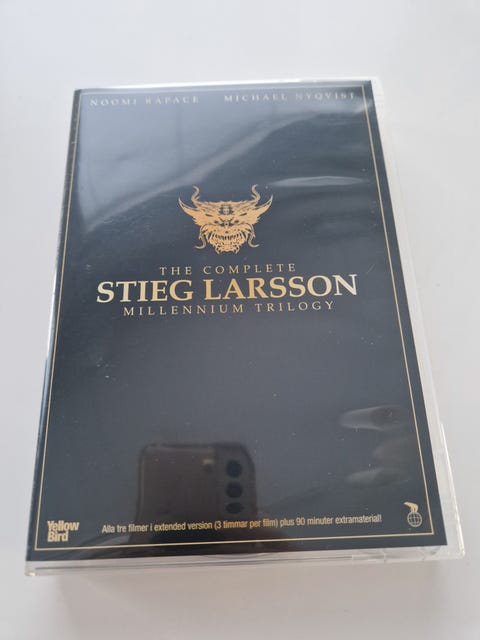 NOOMI RAPACE MICHAEL NYQVIST
THE COMPLETE
STIEG LARSSON
MILLENNIUM TRILOGY
Yellow
Bird
Alla tre filmer i extended version (3 timmar per film) plus 90 minuter extramaterial!